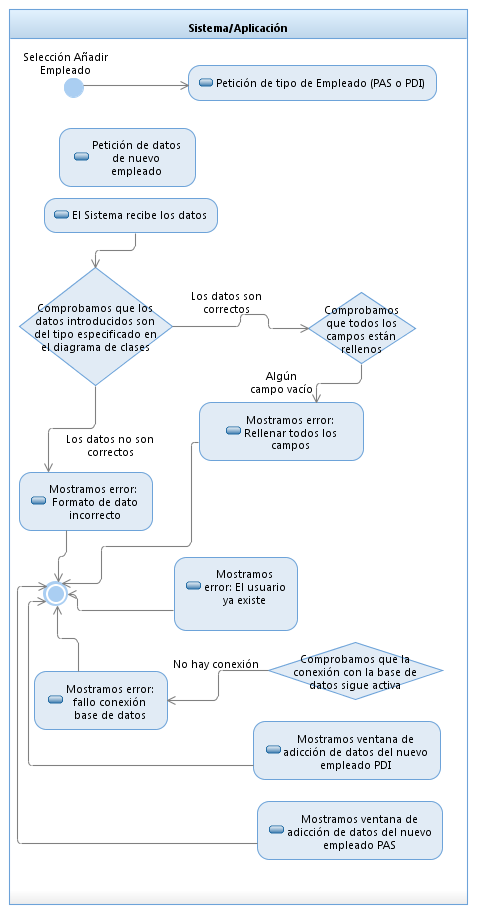 Sistema/Aplicación
Selección Añadir
Empleado
Petición de tipo de Empleado (PAS o PDI)
Petición de datos
de nuevo
empleado
El Sistema recibe los datos
Comprobamos que los
datos introducidos son
del tipo especificado en
el diagrama de clases
Los datos son
correctos
Comprobamos
que todos los
campos están
rellenos
Algún
campo vacío
Mostramos error:
Rellenar todos los
campos
Los datos no son
correctos
Mostramos error:
Formato de dato
incorrecto
Mostramos
error: El usuario
ya existe
No hay conexión
Comprobamos que la
conexión con la base de
datos sigue activa
Mostramos error:
fallo conexión
base de datos
Mostramos ventana de
adicción de datos del nuevo
empleado PDI
Mostramos ventana de
adicción de datos del nuevo
empleado PAS